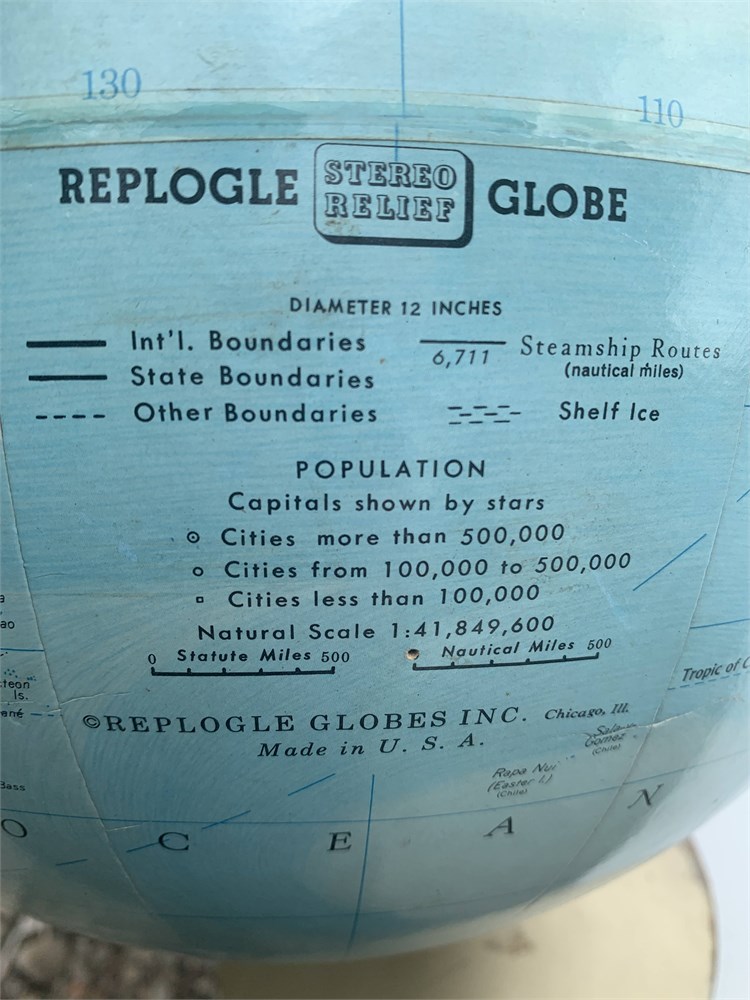 130
110
REPLOGLE STEREO RELIEF GLOBE
DIAMETER 12 INCHES
Int'l. Boundaries
6,711 Steamship Routes
(nautical miles)
State Boundaries
Other Boundaries
Shelf Ice
POPULATION
Capitals shown by stars
Cities more than 500,000
Cities from 100,000 to 500,000
Cities less than 100,000
Natural Scale 1:41,849,600
0 Statute Miles 500
Nautical Miles 500
Tropic of
©REPLOGLE GLOBES INC. Chicago, Ill.
Made in U. S. A.
Is.
Gomez
(Chile)
Rapa Nui
(Easter I.)
(Chile)
O C E A N